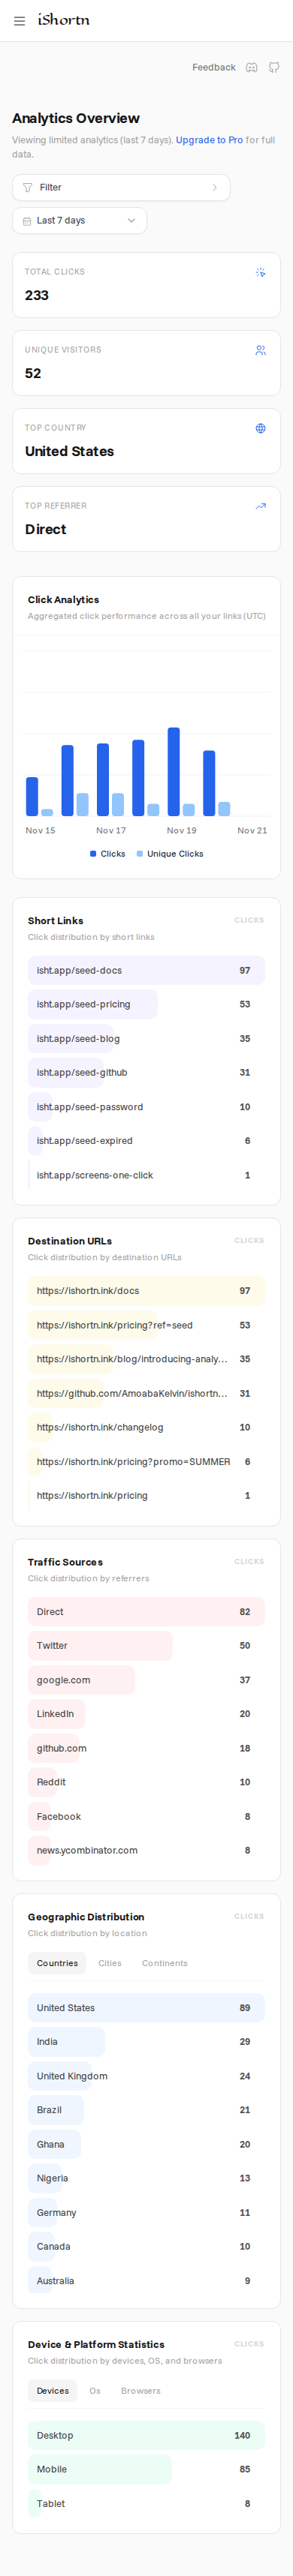 iShortn
Feedback
Analytics Overview
Viewing limited analytics (last 7 days). Upgrade to Pro for full
data.
Filter
Last 7 days
TOTAL CLICKS
233
UNIQUE VISITORS
52
TOP COUNTRY
United States
TOP REFERRER
Direct
Click Analytics
Aggregated click performance across all your links (UTC)
Nov 15 Nov 17 Nov 19 Nov 21
Clicks Unique Clicks
Short Links CLICKS
Click distribution by short links
isht.app/seed-docs 97
isht.app/seed-pricing 53
isht.app/seed-blog 35
isht.app/seed-github 31
isht.app/seed-password 10
isht.app/seed-expired 6
isht.app/screens-one-click 1
Destination URLs CLICKS
Click distribution by destination URLs
https://ishortn.ink/docs 97
https://ishortn.ink/pricing?ref=seed 53
https://ishortn.ink/blog/introducing-analy... 35
https://github.com/AmoabaKelvin/ishortn... 31
https://ishortn.ink/changelog 10
https://ishortn.ink/pricing?promo=SUMMER 6
https://ishortn.ink/pricing 1
Traffic Sources CLICKS
Click distribution by referrers
Direct 82
Twitter 50
google.com 37
LinkedIn 20
github.com 18
Reddit 10
Facebook 8
news.ycombinator.com 8
Geographic Distribution CLICKS
Click distribution by location
Countries Cities Continents
United States 89
India 29
United Kingdom 24
Brazil 21
Ghana 20
Nigeria 13
Germany 11
Canada 10
Australia 9
Device & Platform Statistics CLICKS
Click distribution by devices, OS, and browsers
Devices Os Browsers
Desktop 140
Mobile 85
Tablet 8